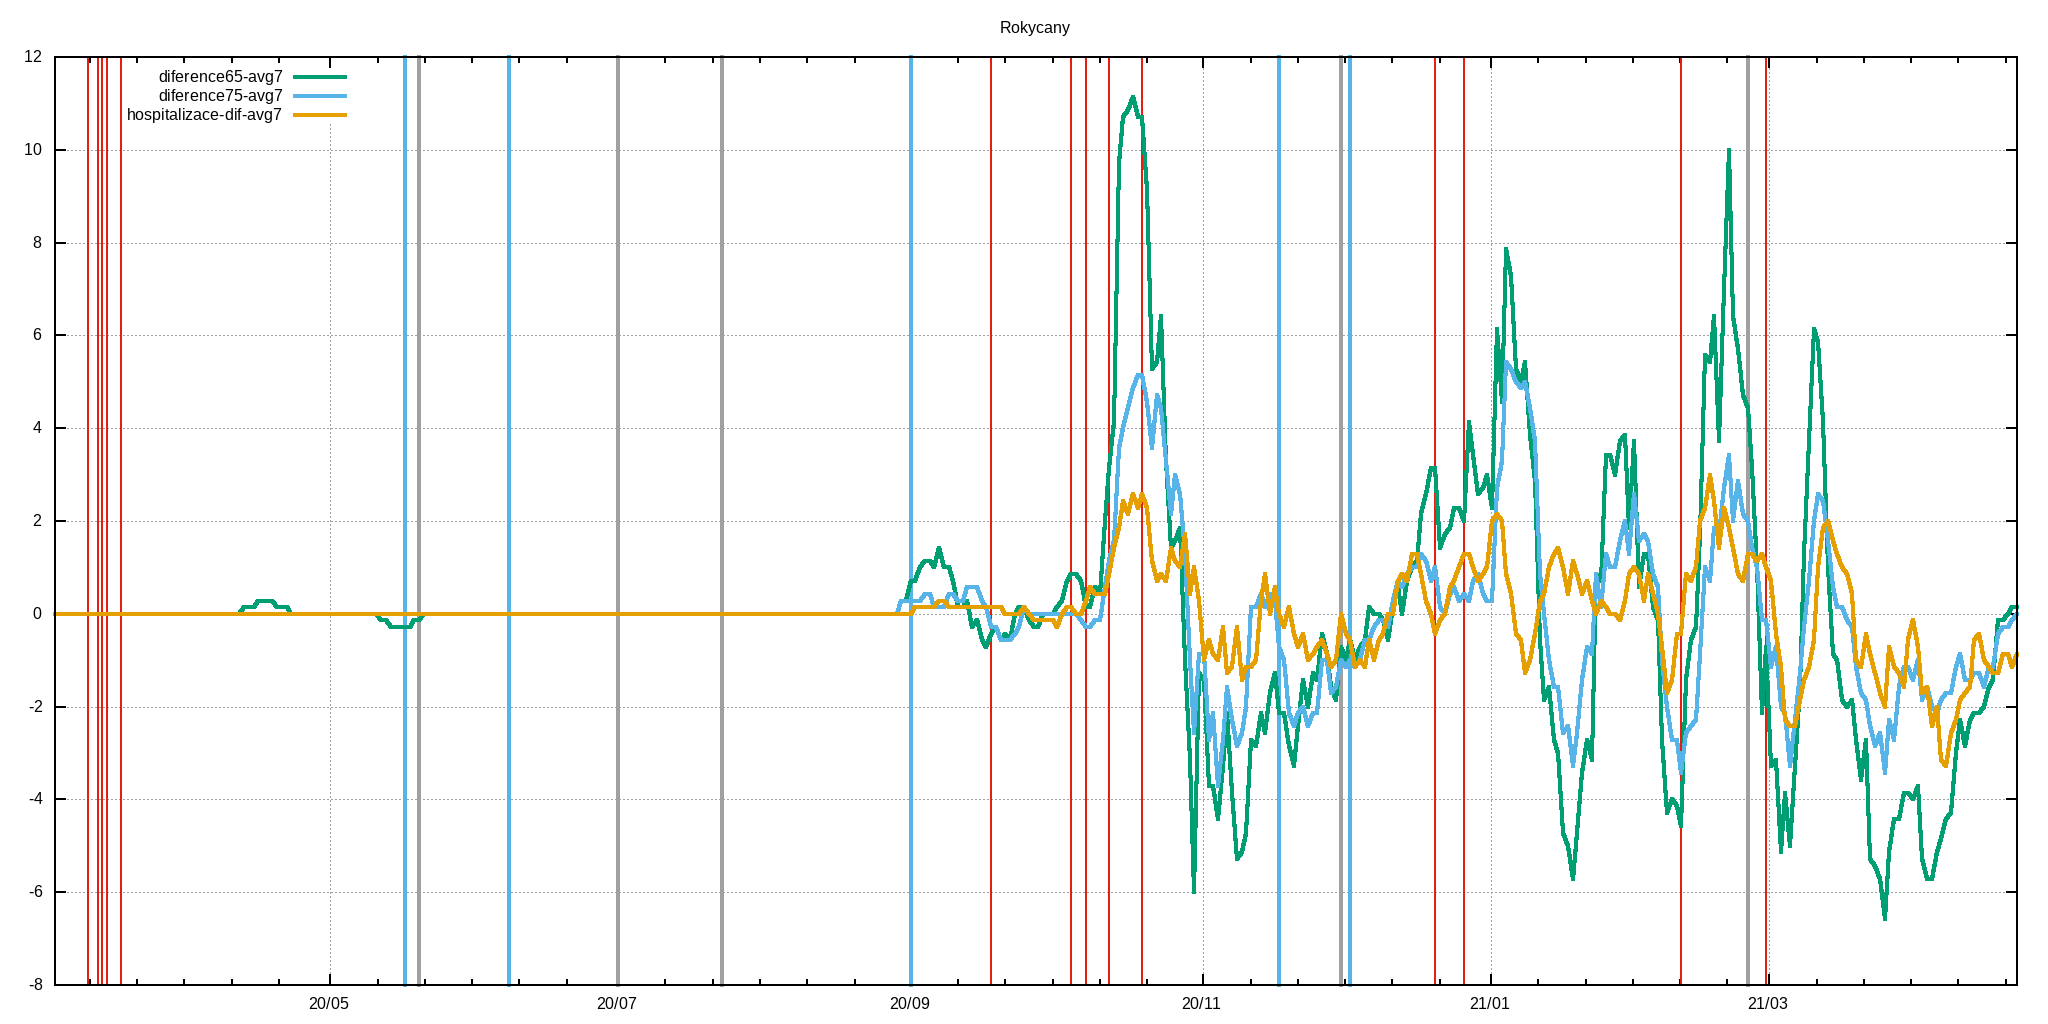 Rokycany
12
10
8
6
4
2
0
-2
-4
-6
-8
diference65-avg7
diference75-avg7
hospitalizace-dif-avg7
20/05 20/07 20/09 20/11 21/01 21/03